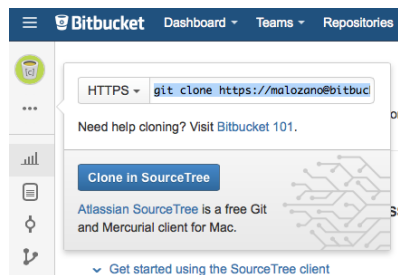 Bitbucket Dashboard Teams Repositories
HTTPS git clone https://malozano@bitbuc
Need help cloning? Visit Bitbucket 101.
Clone in SourceTree
Atlassian SourceTree is a free Git
and Mercurial client for Mac.
Get started using the SourceTree client